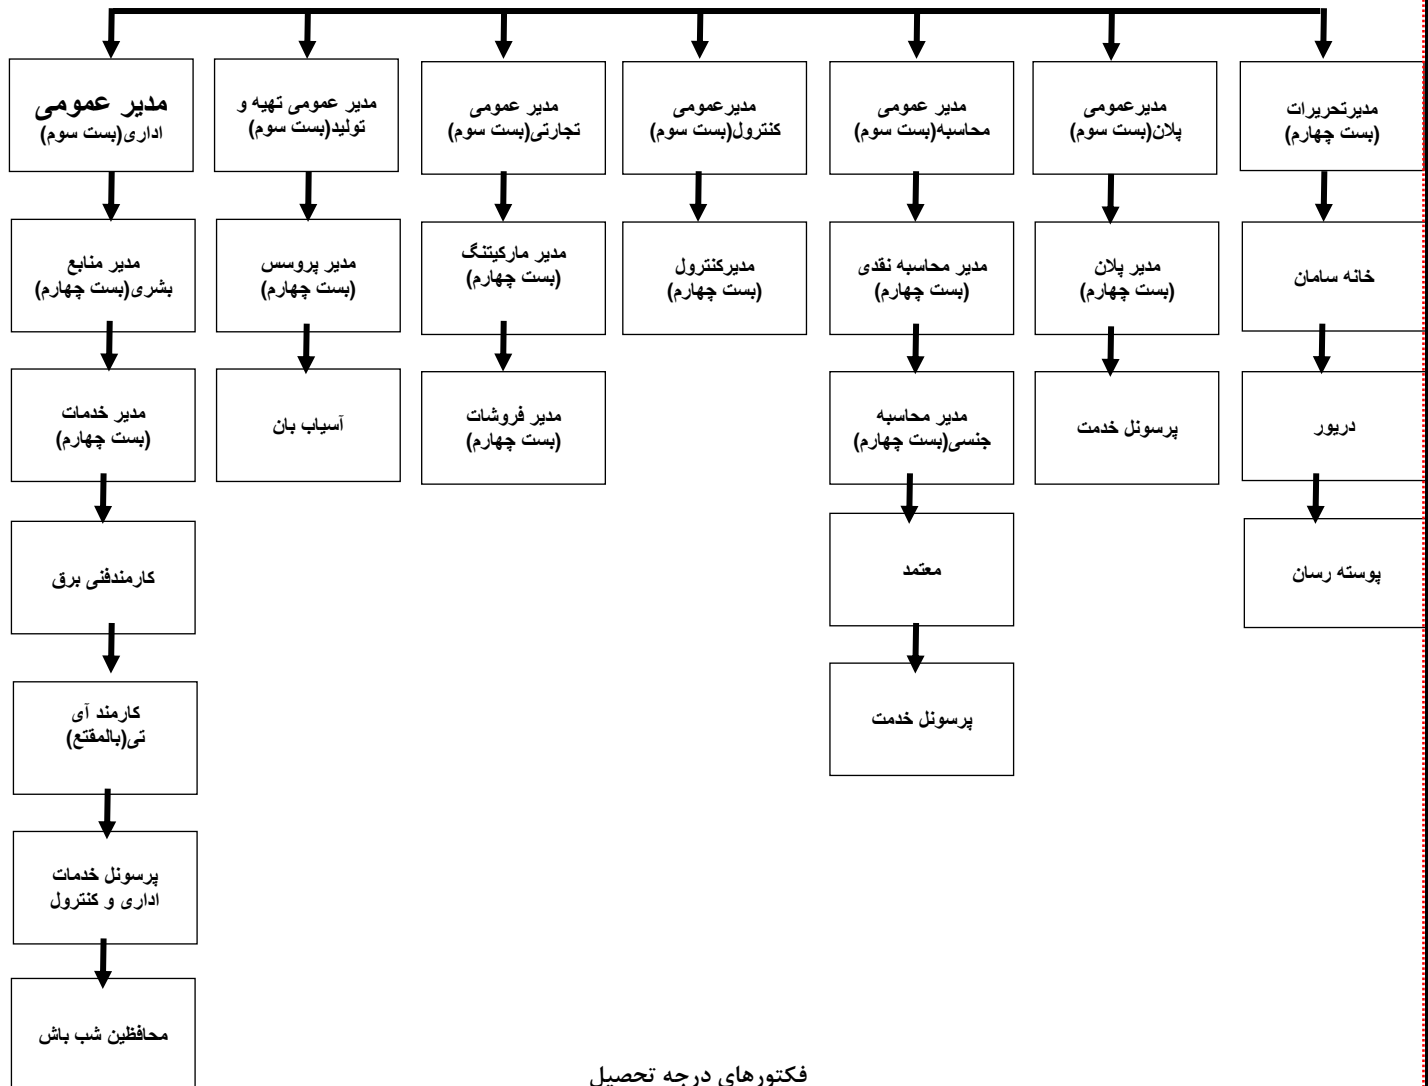 مدیرتحریرات
(بست چهارم)
مدیرعمومی
پلان(بست سوم)
مدیر عمومی
محاسبه(بست سوم)
مدیرعمومی
کنترول(بست سوم)
مدیر عمومی
تجارتی(بست سوم)
مدیر عمومی تهیه و
تولید(بست سوم)
مدیر عمومی
اداری(بست سوم)
خانه سامان
مدیر پلان
(بست چهارم)
مدیر محاسبه نقدی
(بست چهارم)
مدیرکنترول
(بست چهارم)
مدیر مارکیتنگ
(بست چهارم)
مدیر پروسس
(بست چهارم)
مدیر منابع
بشری(بست چهارم)
دریور
پرسونل خدمت
مدیر محاسبه
جنسی(بست چهارم)
مدیر فروشات
(بست چهارم)
آسیاب بان
مدیر خدمات
(بست چهارم)
پوسته رسان
معتمد
کارمندفنی برق
پرسونل خدمت
کارمند آی
تی(بالمقتع)
پرسونل خدمات
اداری و کنترول
محافظین شب باش
فکتورهای درجه تحصیل